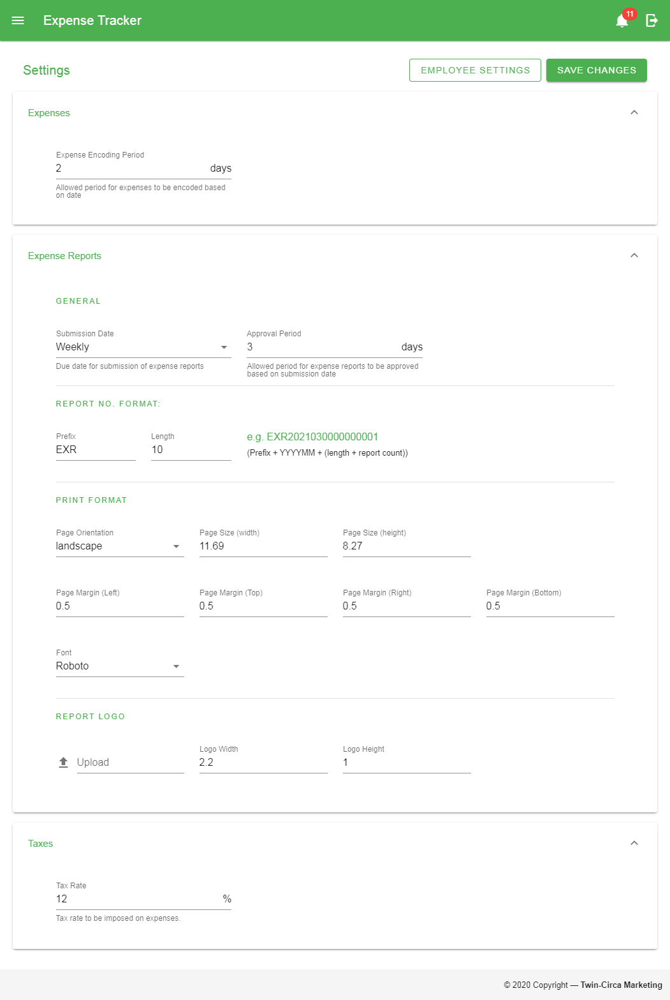 Expense Tracker
11
Settings
EMPLOYEE SETTINGS
SAVE CHANGES
Expenses
Expense Encoding Period
2 days
Allowed period for expenses to be encoded based
on date
Expense Reports
GENERAL
Submission Date
Weekly
Due date for submission of expense reports
Approval Period
3 days
Allowed period for expense reports to be approved
based on submission date
REPORT NO. FORMAT:
Prefix
EXR
Length
10
e.g. EXR2021030000000001
(Prefix + YYYYMM + (length + report count))
PRINT FORMAT
Page Orientation
landscape
Page Size (width)
11.69
Page Size (height)
8.27
Page Margin (Left)
0.5
Page Margin (Top)
0.5
Page Margin (Right)
0.5
Page Margin (Bottom)
0.5
Font
Roboto
REPORT LOGO
Upload
Logo Width
2.2
Logo Height
1
Taxes
Tax Rate
12 %
Tax rate to be imposed on expenses.
© 2020 Copyright — Twin-Circa Marketing